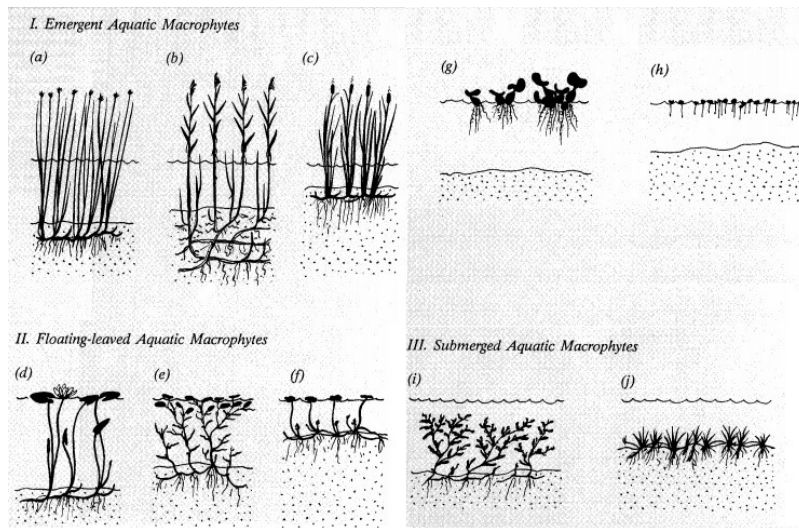 I. Emergent Aquatic Macrophytes
(a)
(b)
(c)
(g)
(h)
II. Floating-leaved Aquatic Macrophytes
(d)
(e)
(f)
III. Submerged Aquatic Macrophytes
(i)
(j)